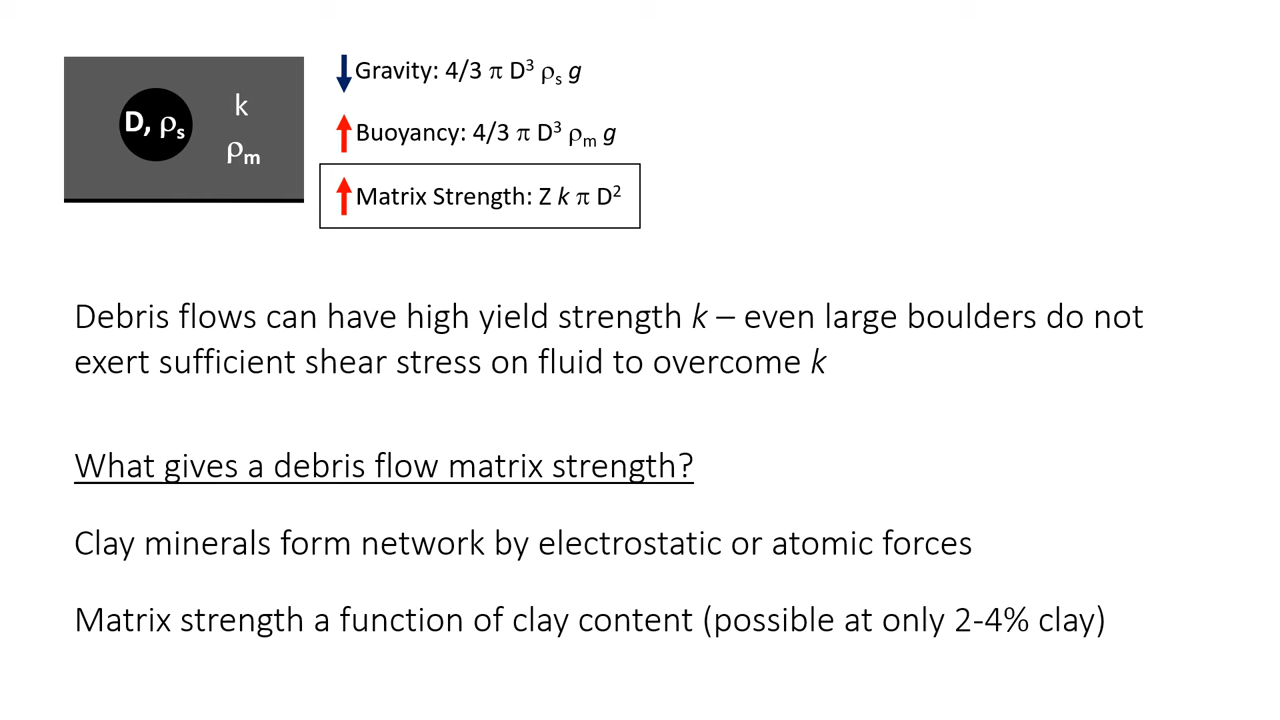 D, ρs
k
ρm
Gravity: 4/3 π D³ ρs g
Buoyancy: 4/3 π D³ ρm g
Matrix Strength: Z k π D²
Debris flows can have high yield strength k – even large boulders do not
exert sufficient shear stress on fluid to overcome k
What gives a debris flow matrix strength?
Clay minerals form network by electrostatic or atomic forces
Matrix strength a function of clay content (possible at only 2-4% clay)